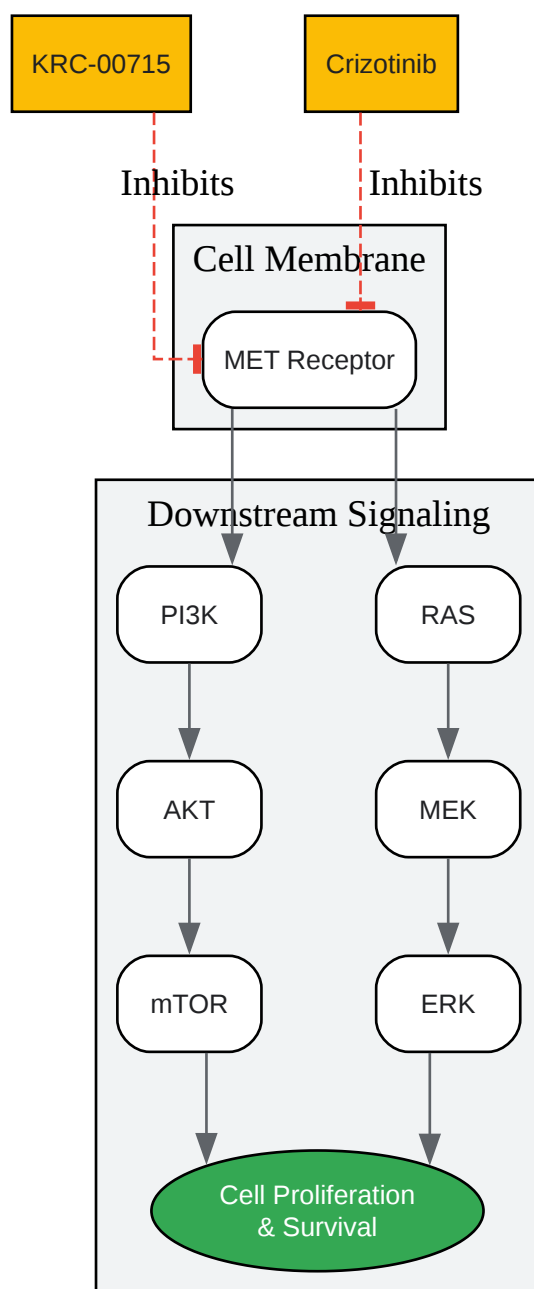 KRC-00715
Crizotinib
Inhibits
Inhibits
Cell Membrane
MET Receptor
Downstream Signaling
PI3K
RAS
AKT
MEK
mTOR
ERK
Cell Proliferation
& Survival